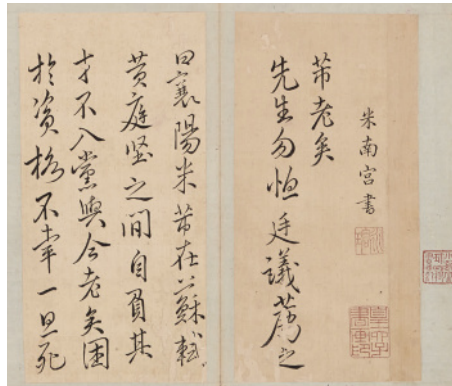 米南宮書
芾老矣
先生勿恤廷議薦之
曰襄陽米芾在蘇軾
黄庭坚之間自負其
才不入黨與今老矣困
於資格不幸一旦死